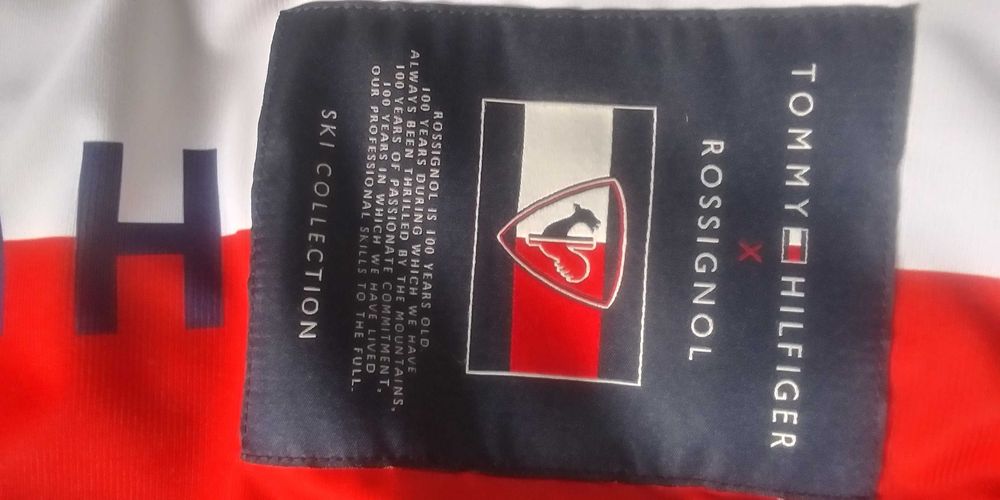 TOMMY HILFIGER
X
ROSSIGNOL
ROSSIGNOL IS 100 YEARS OLD.
100 YEARS DURING WHICH WE HAVE
ALWAYS BEEN THRILLED BY THE MOUNTAINS,
100 YEARS OF PASSIONATE COMMITMENT,
100 YEARS IN WHICH WE HAVE LIVED
OUR PROFESSIONAL SKILLS TO THE FULL.
SKI COLLECTION
H